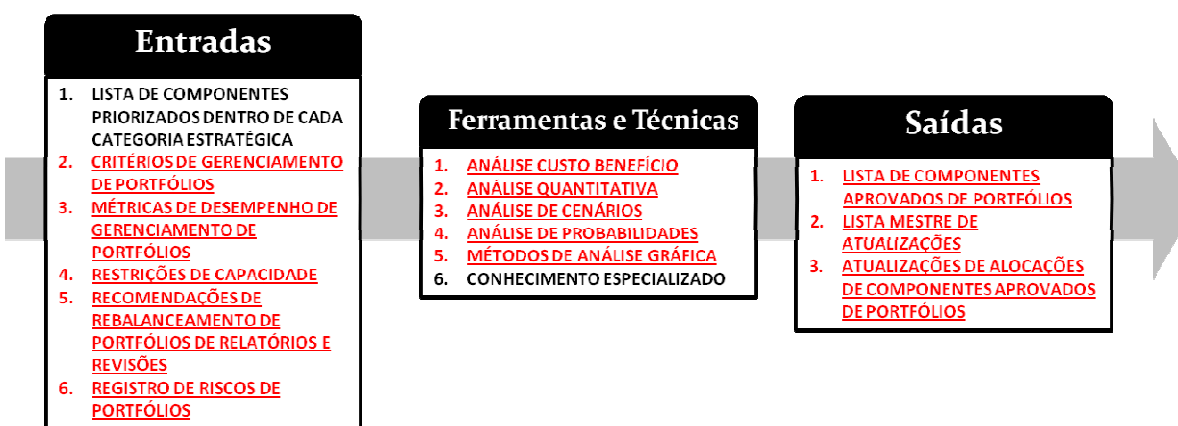 Entradas
1. LISTA DE COMPONENTES
PRIORIZADOS DENTRO DE CADA
CATEGORIA ESTRATÉGICA
2. CRITÉRIOS DE GERENCIAMENTO
DE PORTFÓLIOS
3. MÉTRICAS DE DESEMPENHO DE
GERENCIAMENTO DE
PORTFÓLIOS
4. RESTRIÇÕES DE CAPACIDADE
5. RECOMENDAÇÕES DE
REBALANCEAMENTO DE
PORTFÓLIOS DE RELATÓRIOS E
REVISÕES
6. REGISTRO DE RISCOS DE
PORTFÓLIOS
Ferramentas e Técnicas
1. ANÁLISE CUSTO BENEFÍCIO
2. ANÁLISE QUANTITATIVA
3. ANÁLISE DE CENÁRIOS
4. ANÁLISE DE PROBABILIDADES
5. MÉTODOS DE ANÁLISE GRÁFICA
6. CONHECIMENTO ESPECIALIZADO
Saídas
1. LISTA DE COMPONENTES
APROVADOS DE PORTFÓLIOS
2. LISTA MESTRE DE
ATUALIZAÇÕES
3. ATUALIZAÇÕES DE ALOCAÇÕES
DE COMPONENTES APROVADOS
DE PORTFÓLIOS